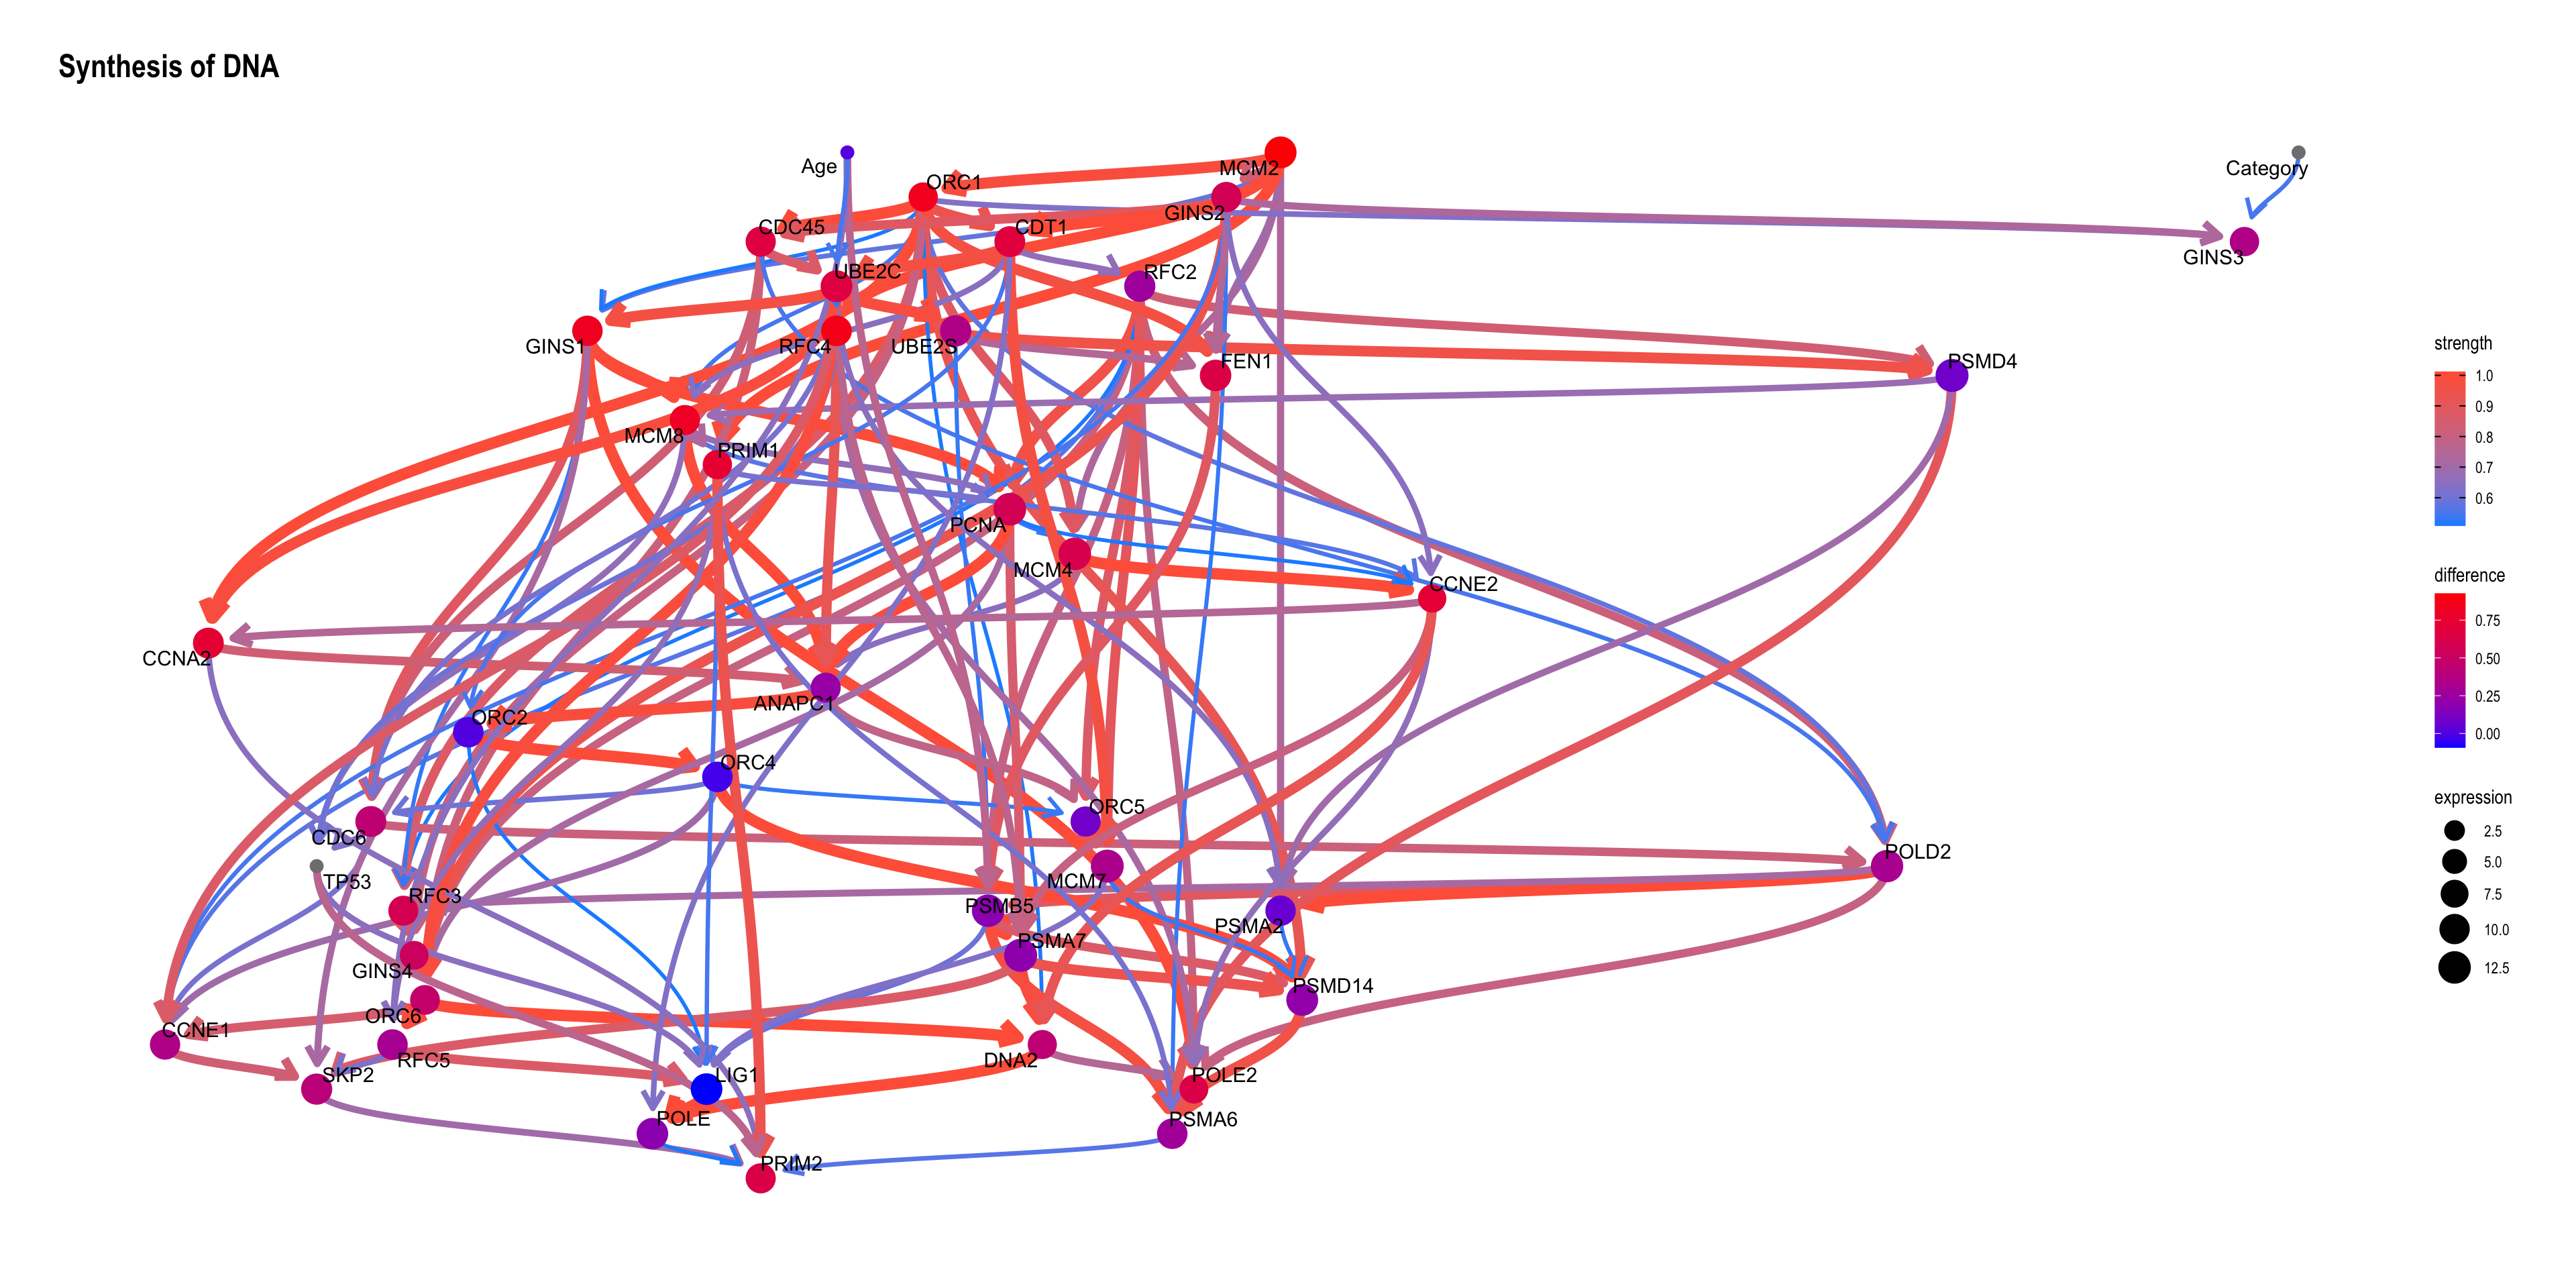 Synthesis of DNA
Age
MCM2
Category
ORC1
GINS2
CDC45
CDT1
GINS3
UBE2C
RFC2
GINS1
RFC4
UBE2S
FEN1
PSMD4
MCM8
PRIM1
PCNA
MCM4
CCNE2
CCNA2
ANAPC1
ORC2
ORC4
ORC5
CDC6
TP53
MCM7
POLD2
RFC3
PSMB5
PSMA2
GINS4
PSMA7
PSMD14
ORC6
CCNE1
RFC5
DNA2
SKP2
LIG1
POLE2
POLE
PSMA6
PRIM2
strength
1.0
0.9
0.8
0.7
0.6
difference
0.75
0.50
0.25
0.00
expression
2.5
5.0
7.5
10.0
12.5